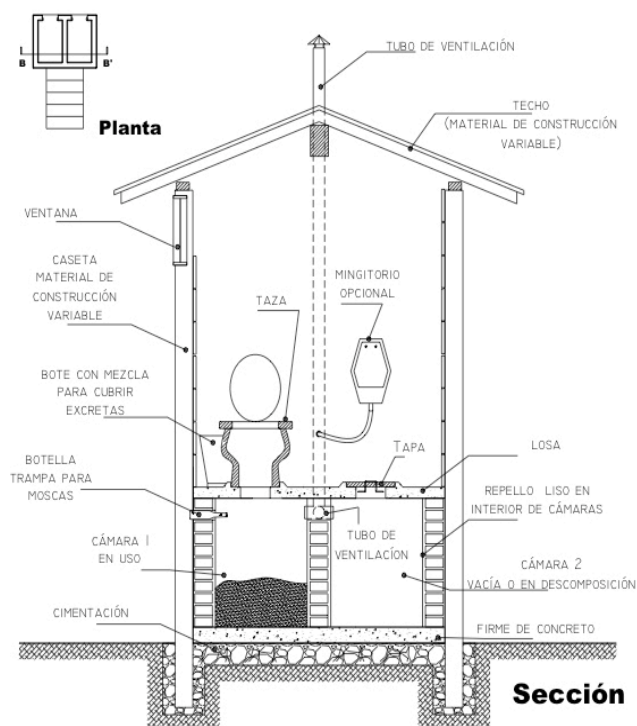 B
B'
Planta
TUBO DE VENTILACIÓN
TECHO
(MATERIAL DE CONSTRUCCIÓN
VARIABLE)
VENTANA
CASETA
MATERIAL DE
CONSTRUCCIÓN
VARIABLE
TAZA
MINGITORIO
OPCIONAL
BOTE CON MEZCLA
PARA CUBRIR
EXCRETAS
TAPA
LOSA
BOTELLA
TRAMPA PARA
MOSCAS
REPELLO LISO EN
INTERIOR DE CÁMARAS
CÁMARA 1
EN USO
TUBO DE
VENTILACÍON
CÁMARA 2
VACÍA O EN DESCOMPOSICIÓN
CIMENTACIÓN
FIRME DE CONCRETO
Sección